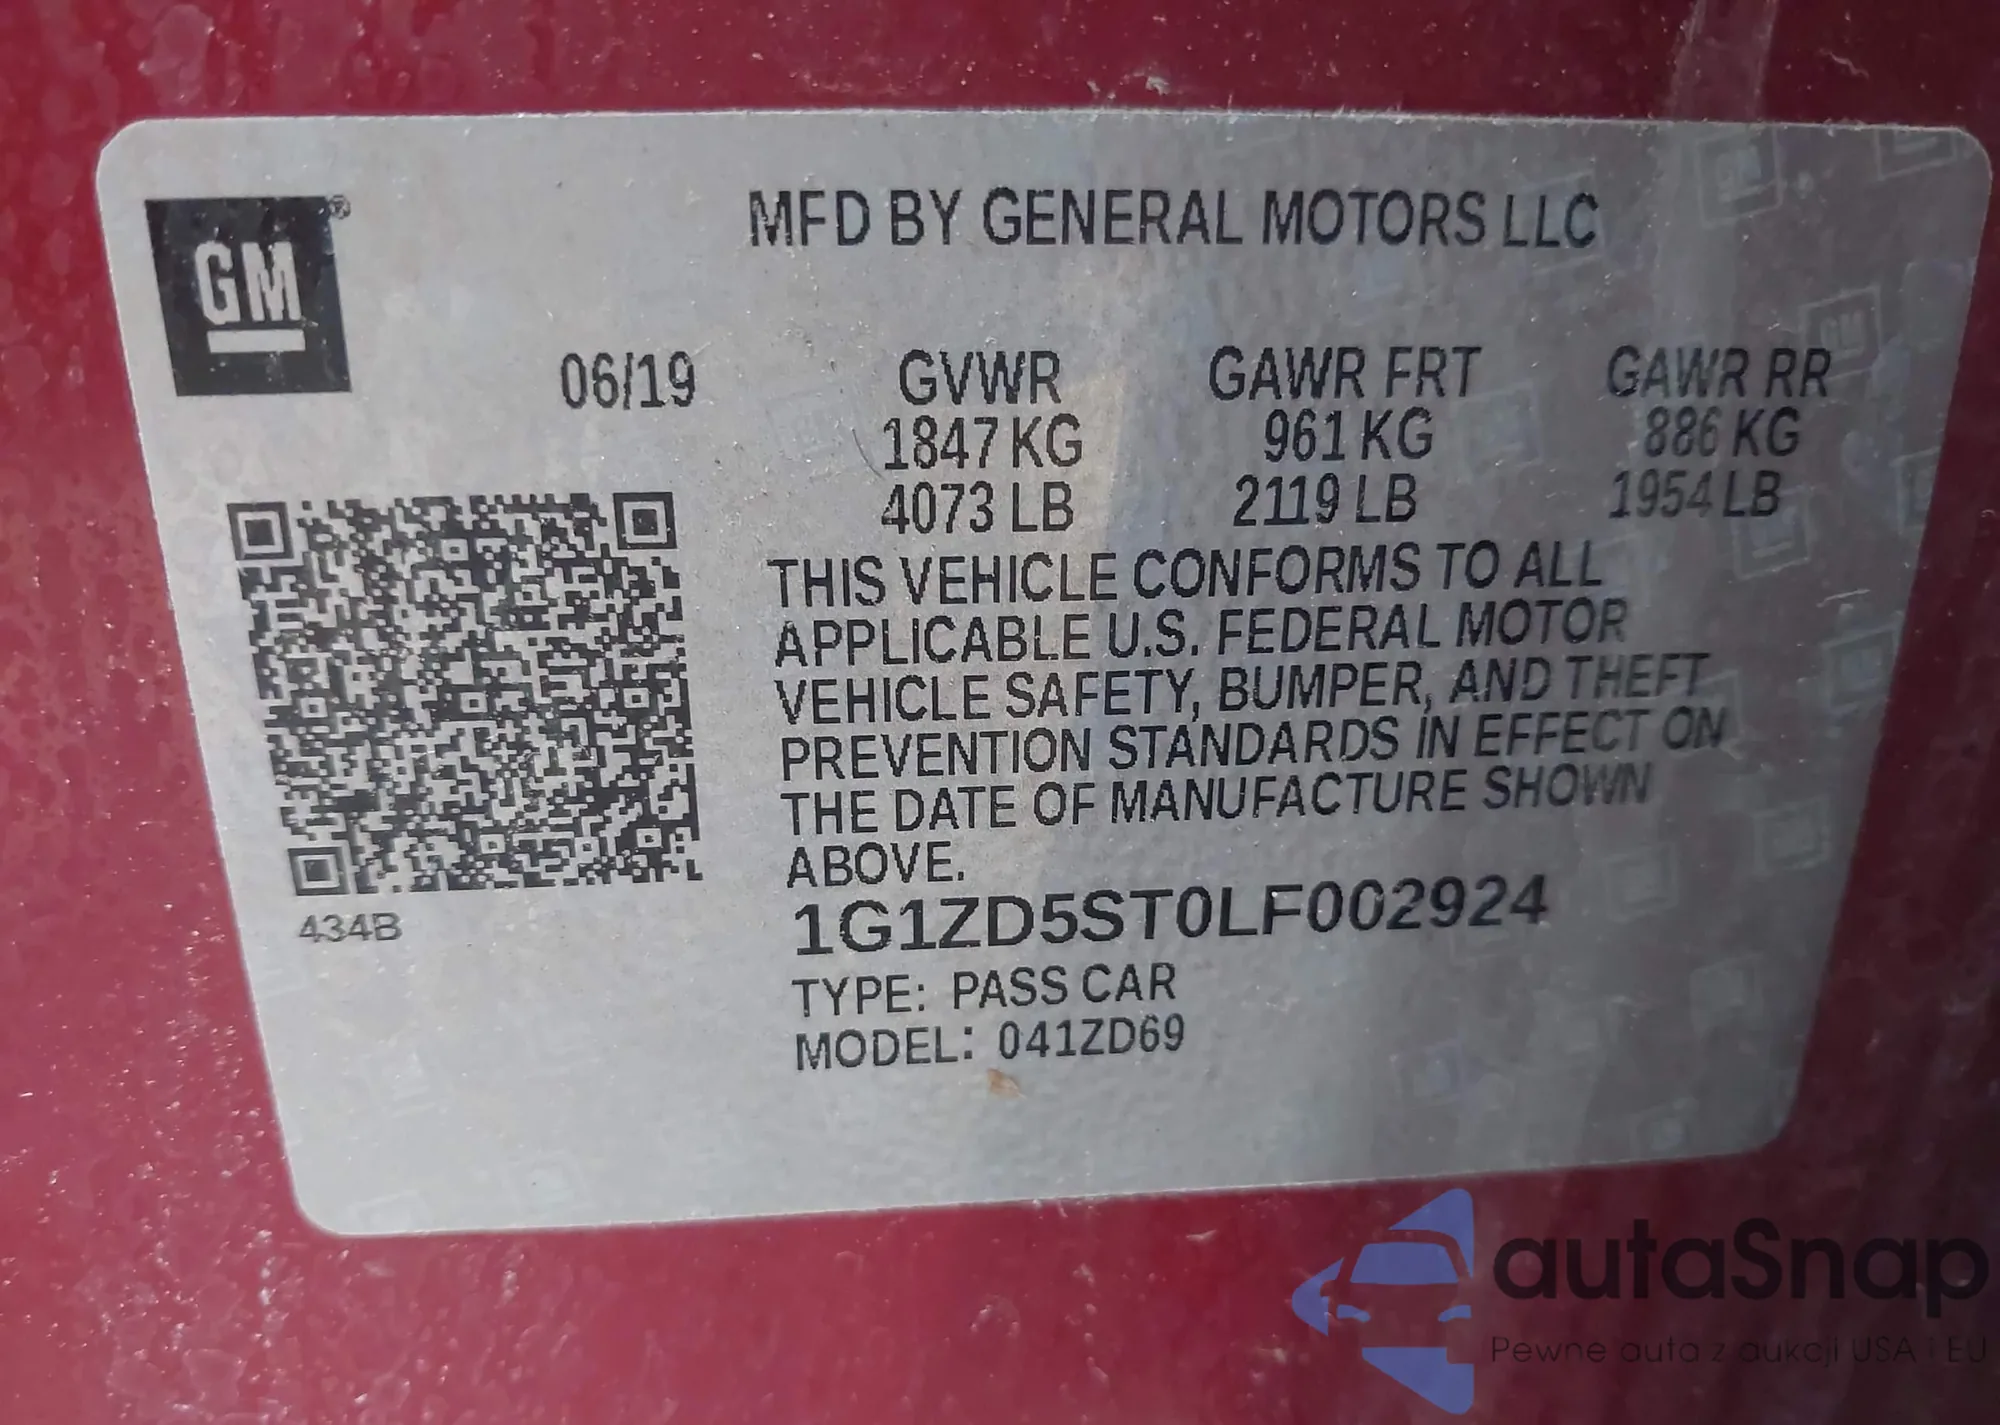 GM®
MFD BY GENERAL MOTORS LLC
06/19 GVWR GAWR FRT GAWR RR
1847 KG 961 KG 886 KG
4073 LB 2119 LB 1954 LB
THIS VEHICLE CONFORMS TO ALL
APPLICABLE U.S. FEDERAL MOTOR
VEHICLE SAFETY, BUMPER, AND THEFT
PREVENTION STANDARDS IN EFFECT ON
THE DATE OF MANUFACTURE SHOWN
ABOVE.
434B
1G1ZD5ST0LF002924
TYPE: PASS CAR
MODEL: 041ZD69
autaSnap
Pewne auta z aukcji USA i EU